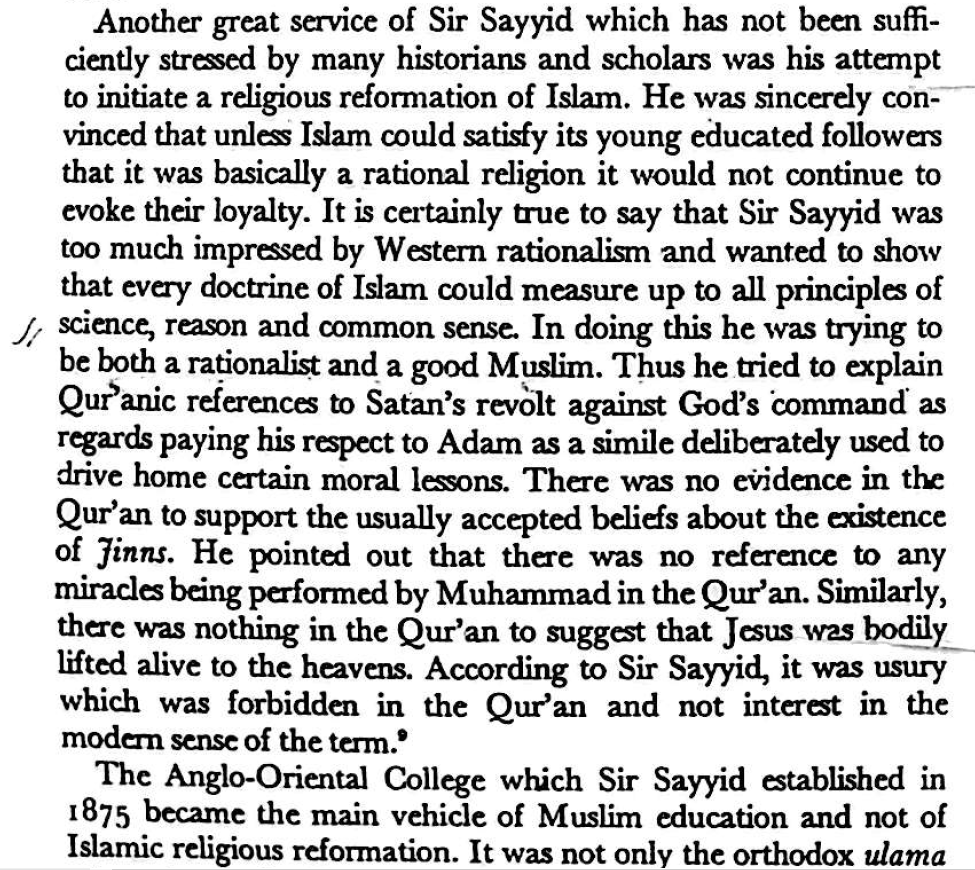 Another great service of Sir Sayyid which has not been suffi-
ciently stressed by many historians and scholars was his attempt
to initiate a religious reformation of Islam. He was sincerely con-
vinced that unless Islam could satisfy its young educated followers
that it was basically a rational religion it would not continue to
evoke their loyalty. It is certainly true to say that Sir Sayyid was
too much impressed by Western rationalism and wanted to show
that every doctrine of Islam could measure up to all principles of
science, reason and common sense. In doing this he was trying to
be both a rationalist and a good Muslim. Thus he tried to explain
Qur'anic references to Satan's revolt against God's command as
regards paying his respect to Adam as a simile deliberately used to
drive home certain moral lessons. There was no evidence in the
Qur'an to support the usually accepted beliefs about the existence
of Jinns. He pointed out that there was no reference to any
miracles being performed by Muhammad in the Qur'an. Similarly,
there was nothing in the Qur'an to suggest that Jesus was bodily
lifted alive to the heavens. According to Sir Sayyid, it was usury
which was forbidden in the Qur'an and not interest in the
modern sense of the term.⁹
The Anglo-Oriental College which Sir Sayyid established in
1875 became the main vehicle of Muslim education and not of
Islamic religious reformation. It was not only the orthodox ulama